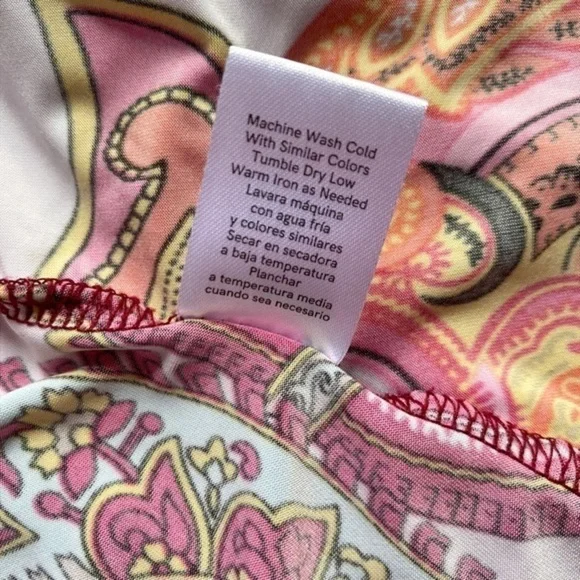 Machine Wash Cold
With Similar Colors
Tumble Dry Low
Warm Iron as Needed
Lavara máquina
con agua fría
y colores similares
Secar en secadora
a baja temperatura
Planchar
a temperatura media
cuando sea necesario